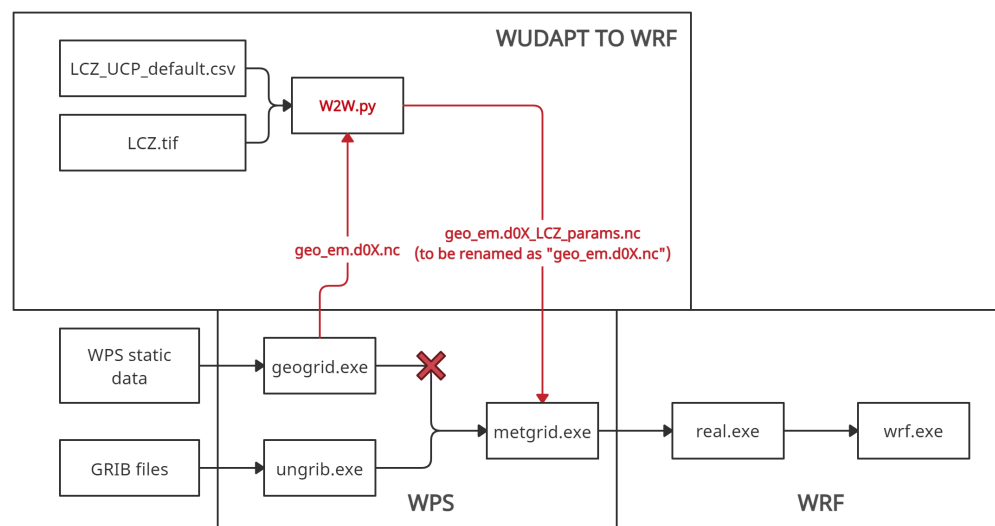 WUDAPT TO WRF
LCZ_UCP_default.csv
LCZ.tif
W2W.py
geo_em.d0X.nc
geo_em.d0X_LCZ_params.nc
(to be renamed as "geo_em.d0X.nc")
WPS static
data
geogrid.exe
GRIB files
ungrib.exe
metgrid.exe
real.exe
wrf.exe
WPS
WRF